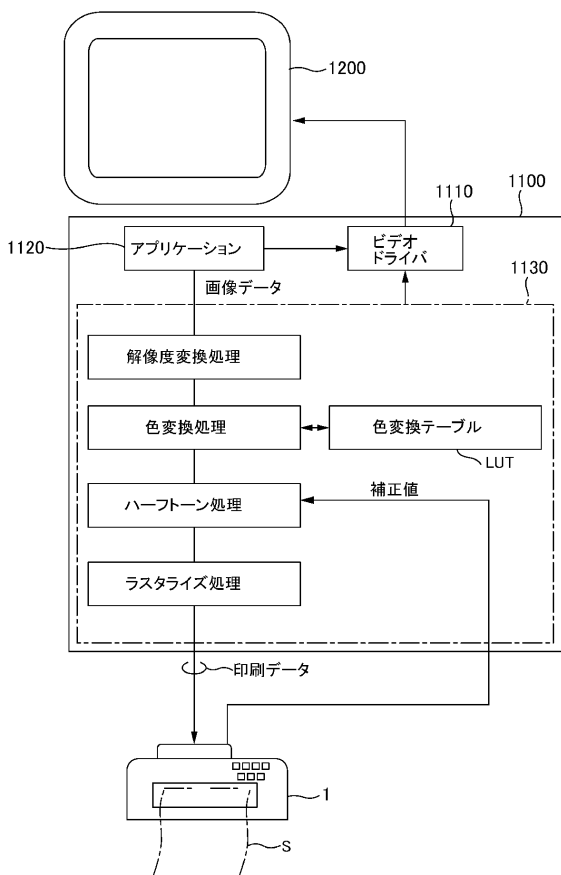 1200
1100
1110
1120
アプリケーション
ビデオ
ドライバ
画像データ
1130
解像度変換処理
色変換処理
色変換テーブル
LUT
補正値
ハーフトーン処理
ラスタライズ処理
印刷データ
1
S